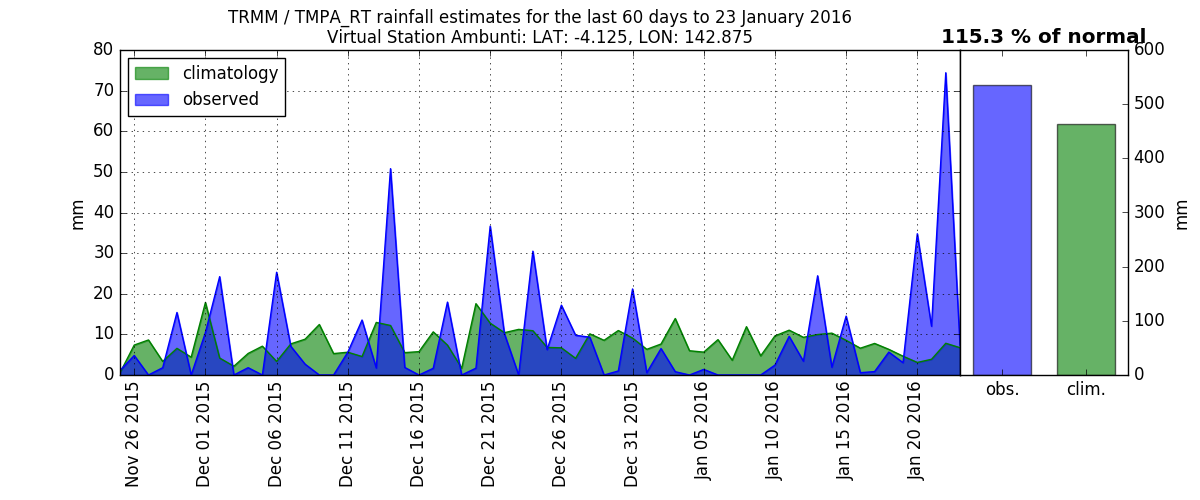 TRMM / TMPA_RT rainfall estimates for the last 60 days to 23 January 2016
Virtual Station Ambunti: LAT: -4.125, LON: 142.875
115.3 % of normal
climatology
observed
80
70
60
50
40
30
20
10
0
mm
600
500
400
300
200
100
0
mm
Nov 26 2015
Dec 01 2015
Dec 06 2015
Dec 11 2015
Dec 16 2015
Dec 21 2015
Dec 26 2015
Dec 31 2015
Jan 05 2016
Jan 10 2016
Jan 15 2016
Jan 20 2016
obs.
clim.